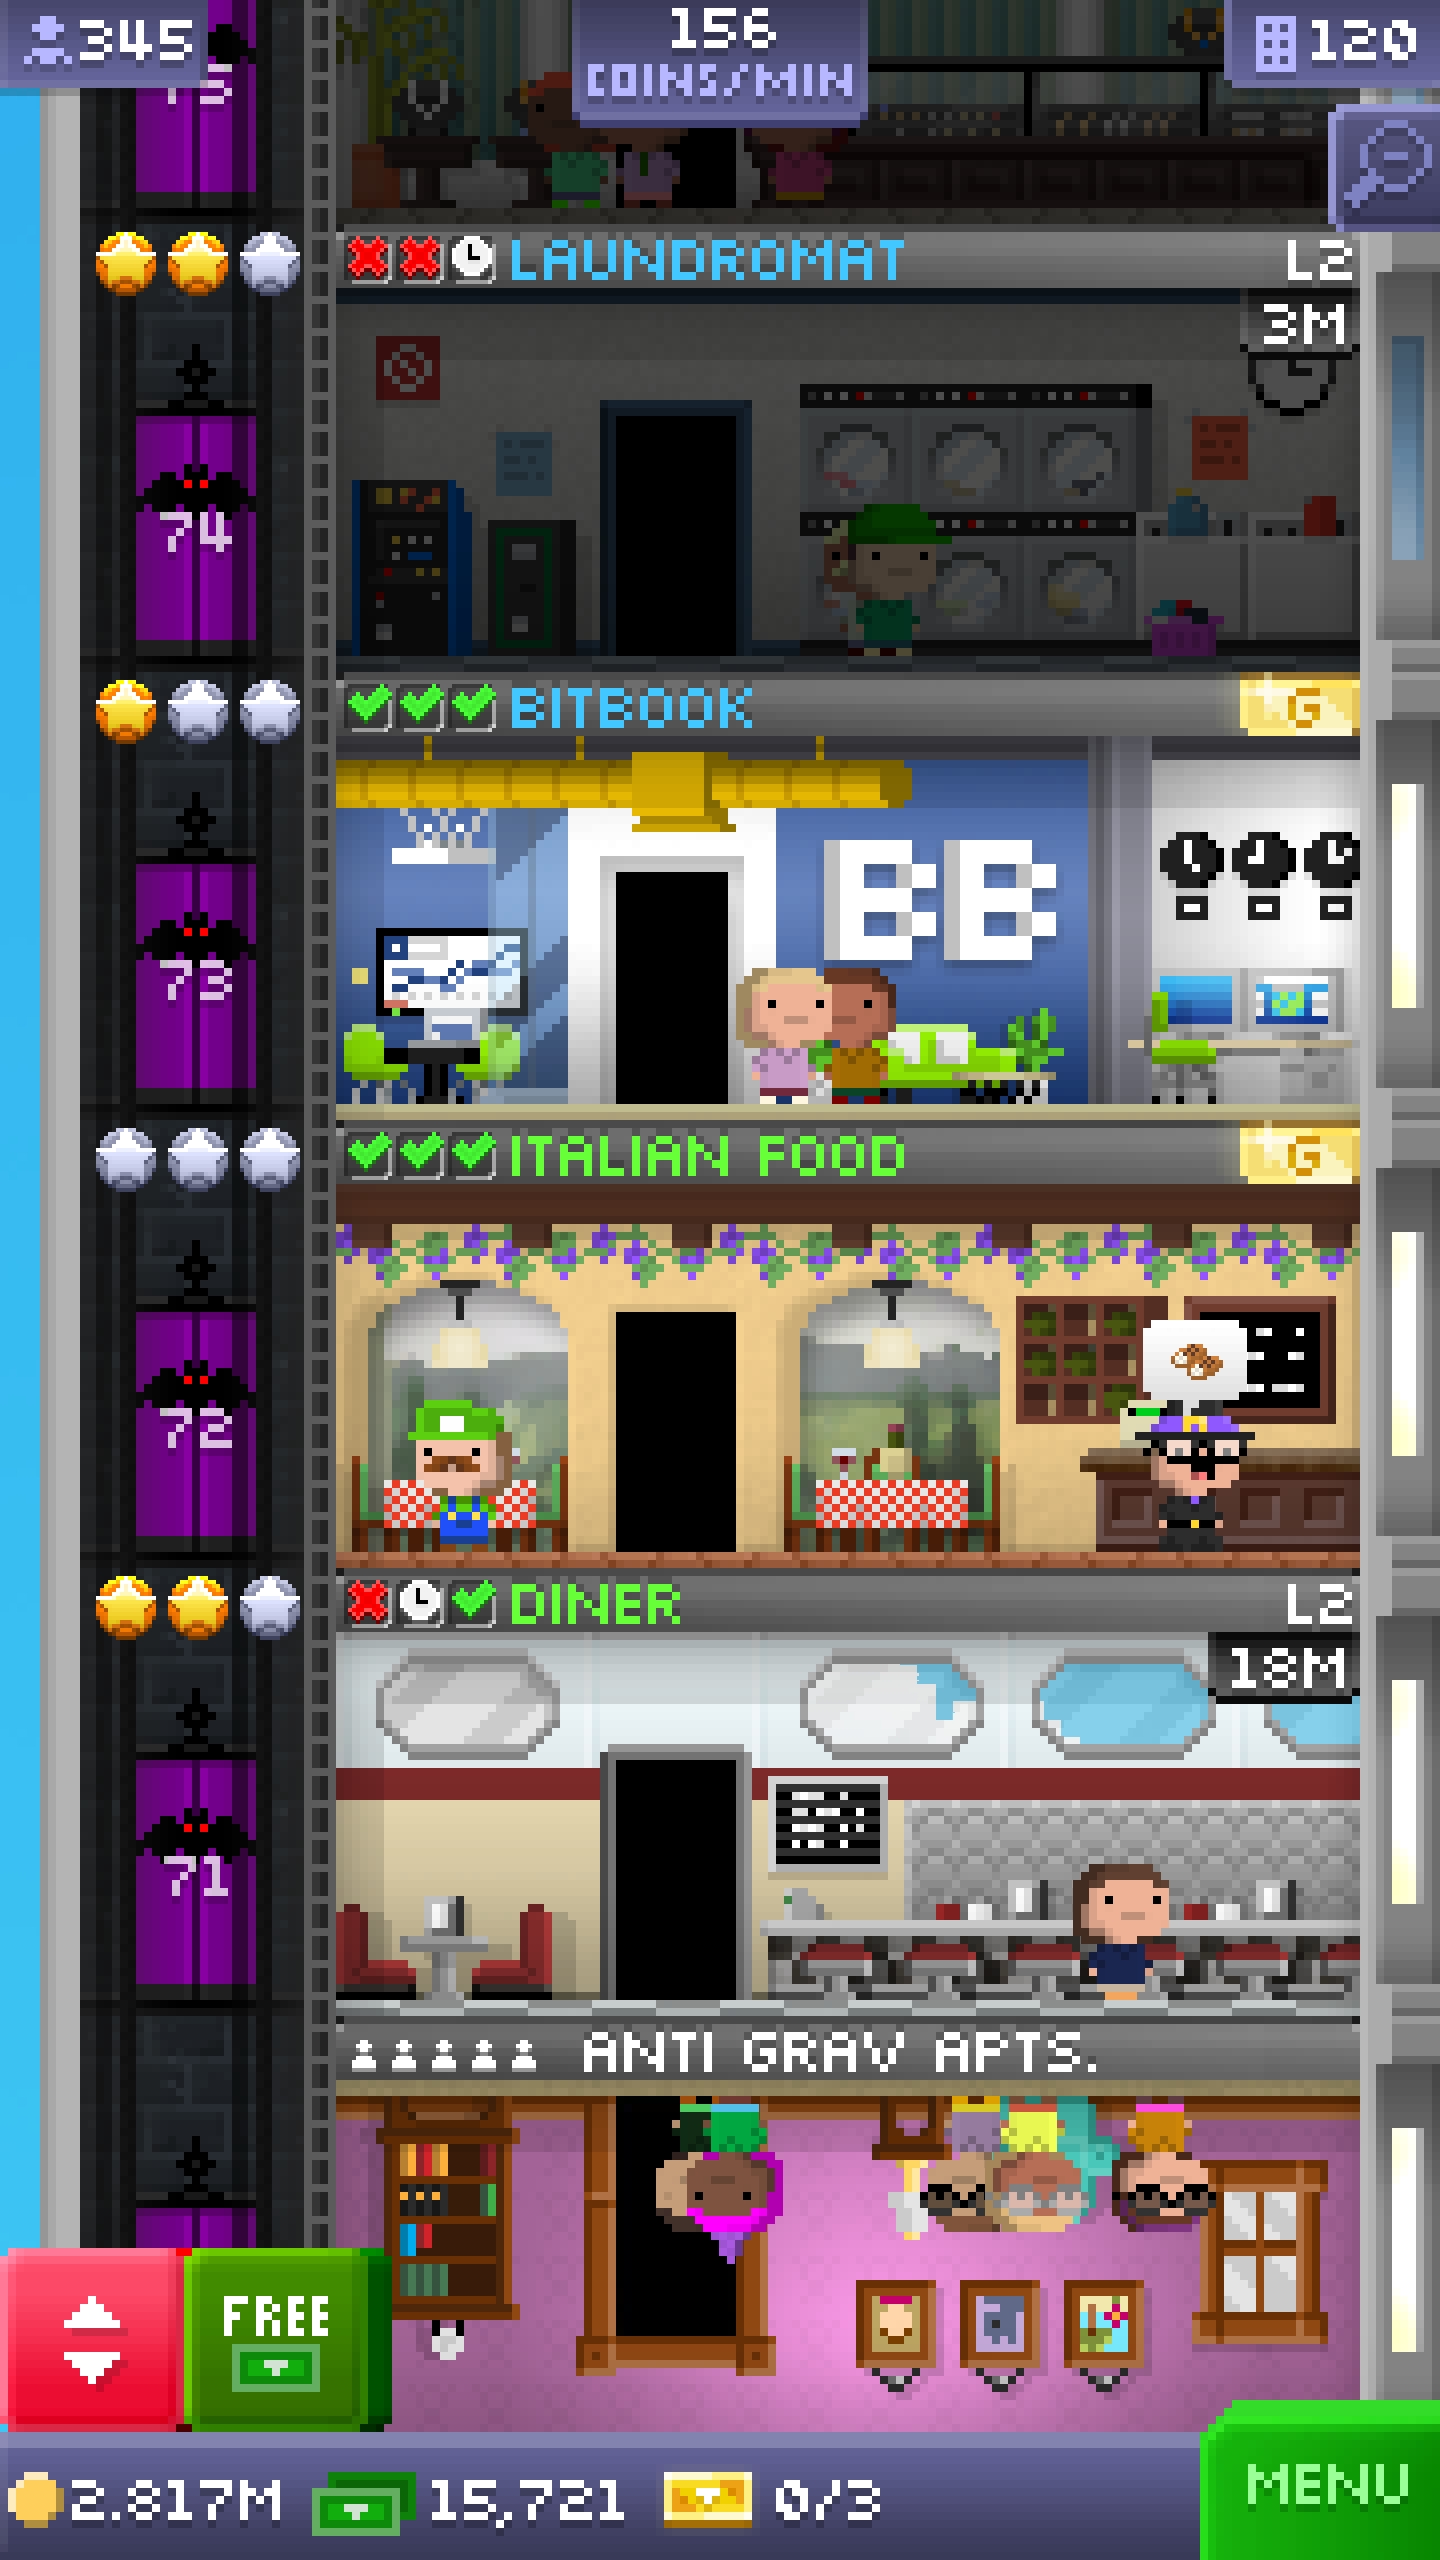 345
156
COINS/MIN
120
LAUNDROMAT
L2
3M
74
BITBOOK
G
BB
73
ITALIAN FOOD
G
72
DINER
L2
18M
71
ANTI GRAV APTS.
FREE
2.817M
15,721
0/3
MENU